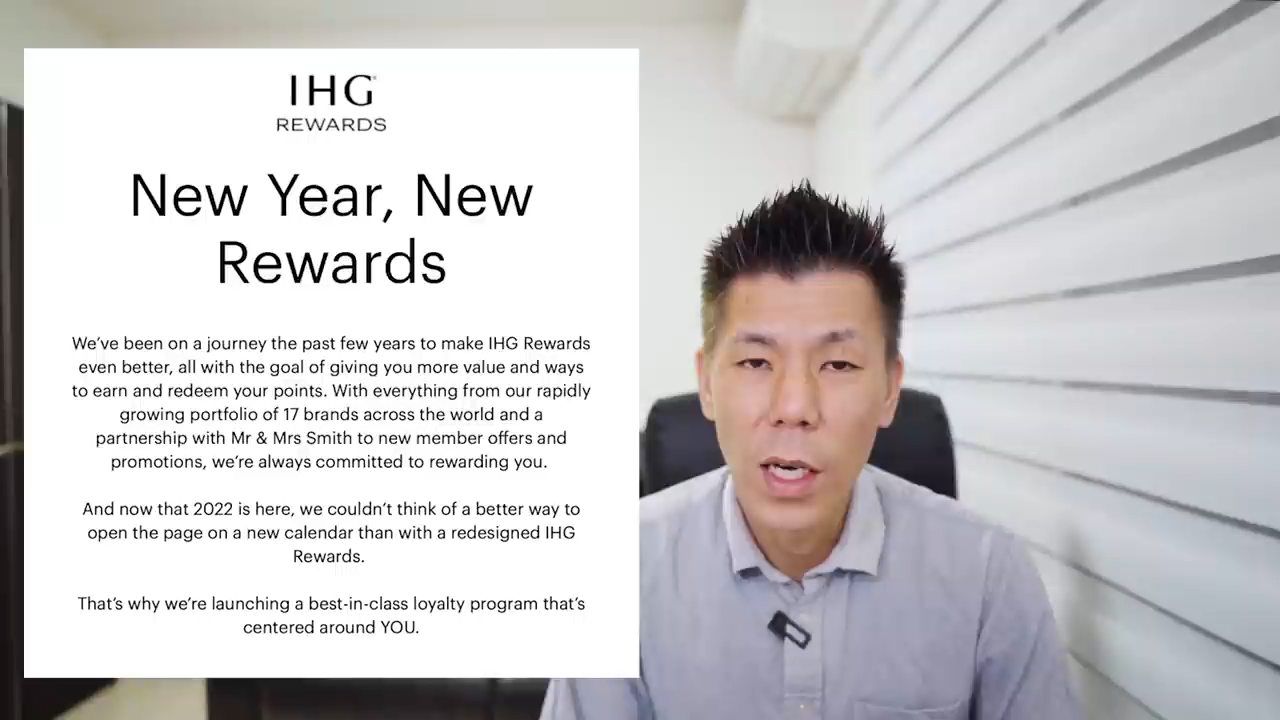 IHG
REWARDS
New Year, New
Rewards
We've been on a journey the past few years to make IHG Rewards
even better, all with the goal of giving you more value and ways
to earn and redeem your points. With everything from our rapidly
growing portfolio of 17 brands across the world and a
partnership with Mr & Mrs Smith to new member offers and
promotions, we're always committed to rewarding you.
And now that 2022 is here, we couldn't think of a better way to
open the page on a new calendar than with a redesigned IHG
Rewards.
That's why we're launching a best-in-class loyalty program that's
centered around YOU.